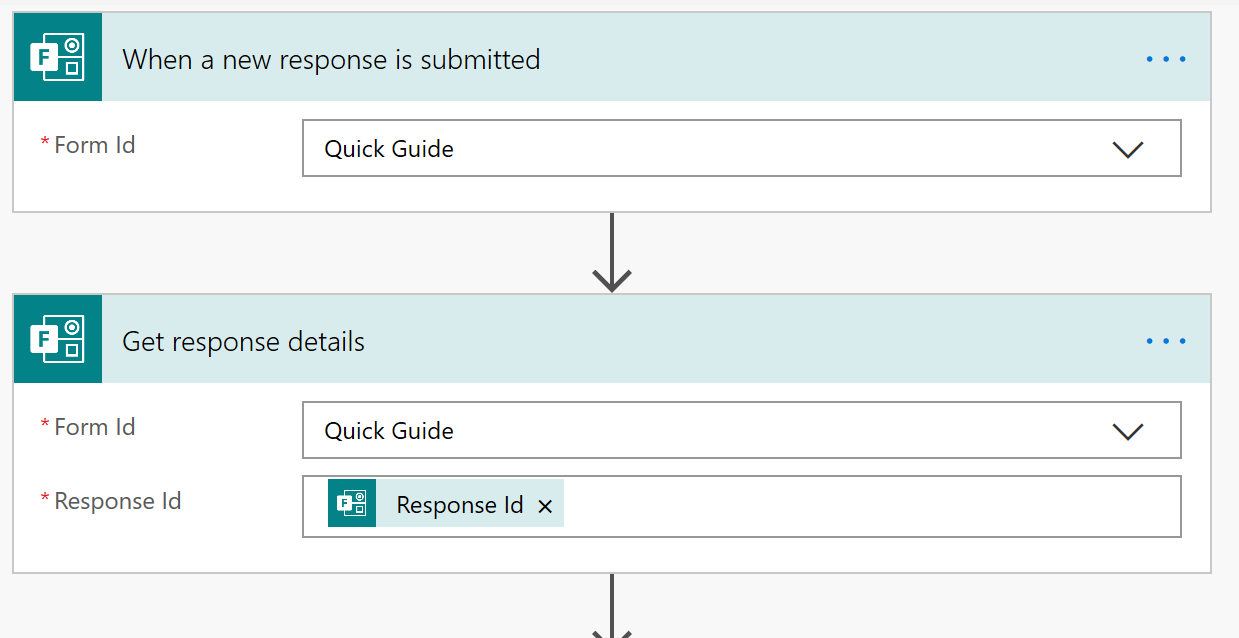 F
When a new response is submitted
...
* Form Id
Quick Guide
F
Get response details
...
* Form Id
Quick Guide
* Response Id
F Response Id ×